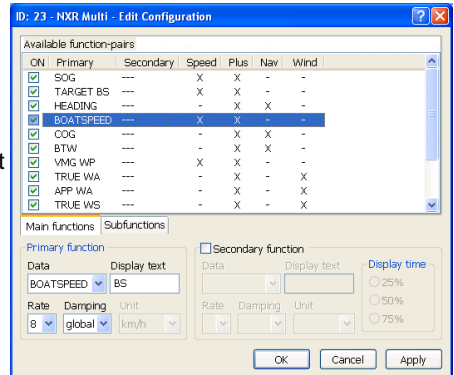 ID: 23 - NXR Multi - Edit Configuration
Available function-pairs
ON Primary Secondary Speed Plus Nav Wind
SOG --- X X - -
TARGET BS --- X X - -
HEADING --- - X X -
BOATSPEED --- X X - -
COG --- - X X -
BTW --- - X X -
VMG WP --- X X - -
TRUE WA --- - X - X
APP WA --- - X - X
TRUE WS --- - X - X
t
Main functions Subfunctions
Primary function
Data Display text
BOATSPEED BS
Rate Damping Unit
8 global km/h
Secondary function
Data Display text
Rate Damping Unit
Display time
25%
50%
75%
OK Cancel Apply